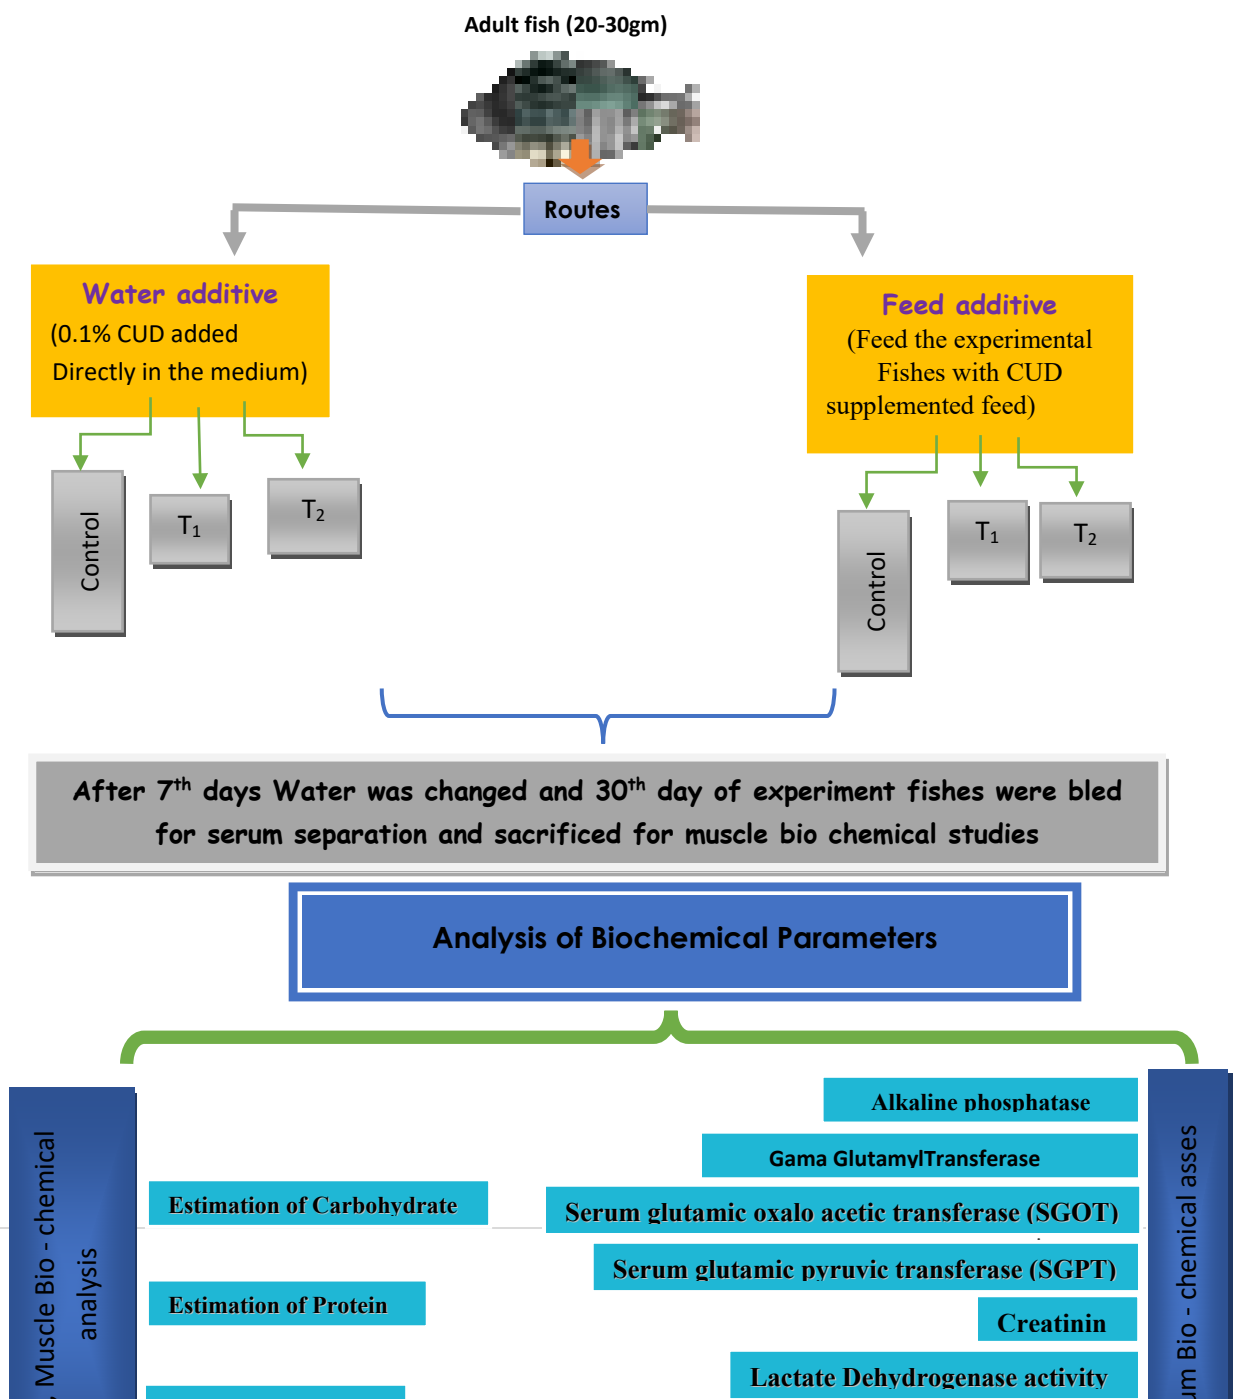 Adult fish (20-30gm)
Routes
Water additive
(0.1% CUD added
Directly in the medium)
Feed additive
(Feed the experimental
Fishes with CUD
supplemented feed)
Control
T1
T2
Control
T1
T2
After 7th days Water was changed and 30th day of experiment fishes were bled
for serum separation and sacrificed for muscle bio chemical studies
Analysis of Biochemical Parameters
Muscle Bio - chemical
analysis
Estimation of Carbohydrate
Estimation of Protein
Alkaline phosphatase
Gama GlutamylTransferase
Serum glutamic oxalo acetic transferase (SGOT)
Serum glutamic pyruvic transferase (SGPT)
Creatinin
Lactate Dehydrogenase activity
Bio - chemical asses